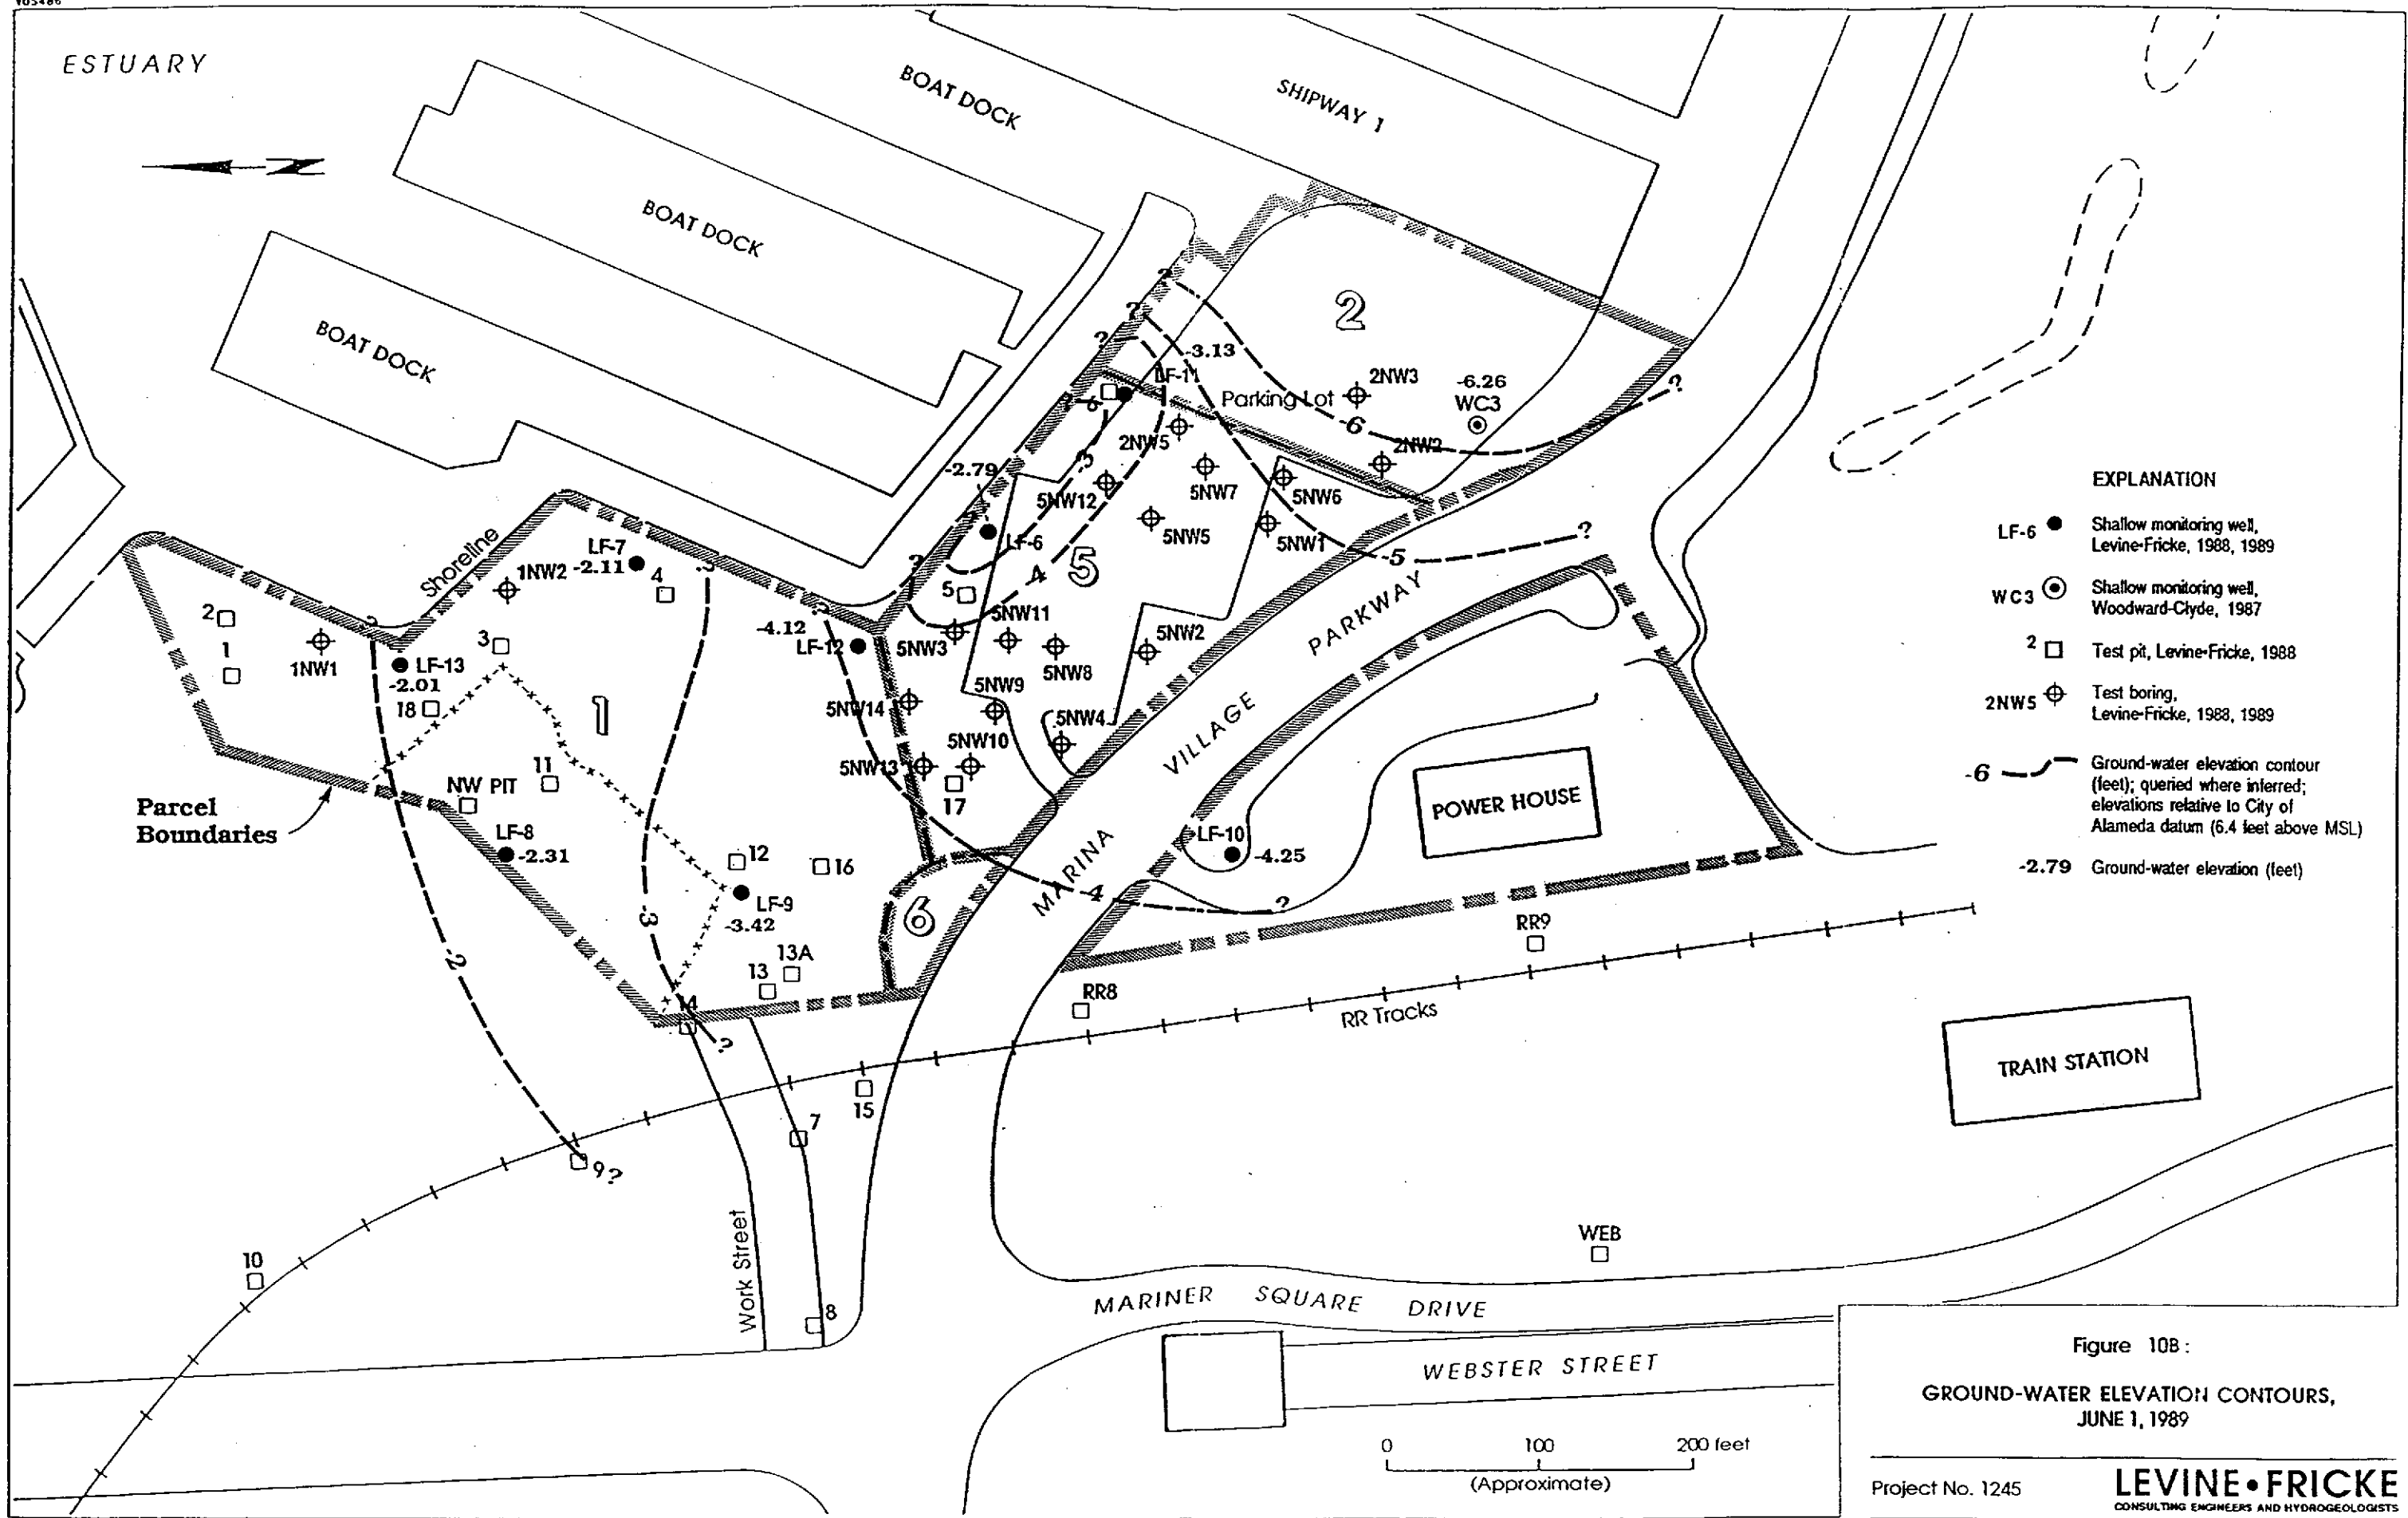 ESTUARY
BOAT DOCK
SHIPWAY 1
BOAT DOCK
BOAT DOCK
N
2
?
?
?
-3.13
LF-11
Parking Lot
2NW3
-6.26
WC3
?
-6
2NW2
2NW5
-3
-2.79
5NW12
5NW7
5NW6
5NW5
5NW1
LF-6
5
4
5
-5
?
Shoreline
LF-7
-2.11
1NW2
4
?
?
2
1
1NW1
?
LF-13
-2.01
18
3
1
?
-4.12
LF-12
5NW3
5NW11
5NW8
5NW2
5NW9
5NW14
5NW4
5NW10
5NW13
17
11
NW PIT
LF-8
-2.31
Parcel
Boundaries
12
16
LF-9
-3.42
-3
-2
6
13A
13
14
?
MARINA VILLAGE PARKWAY
LF-10
-4.25
-4
?
POWER HOUSE
RR9
RR8
RR Tracks
TRAIN STATION
15
7
9
?
10
8
Work Street
WEB
MARINER SQUARE DRIVE
WEBSTER STREET
0 100 200 feet
(Approximate)
EXPLANATION
LF-6 Shallow monitoring well,
Levine-Fricke, 1988, 1989
WC3 Shallow monitoring well,
Woodward-Clyde, 1987
2 Test pit, Levine-Fricke, 1988
2NW5 Test boring,
Levine-Fricke, 1988, 1989
-6 Ground-water elevation contour
(feet); queried where inferred;
elevations relative to City of
Alameda datum (6.4 feet above MSL)
-2.79 Ground-water elevation (feet)
Figure 10B:
GROUND-WATER ELEVATION CONTOURS,
JUNE 1, 1989
Project No. 1245
LEVINE•FRICKE
CONSULTING ENGINEERS AND HYDROGEOLOGISTS